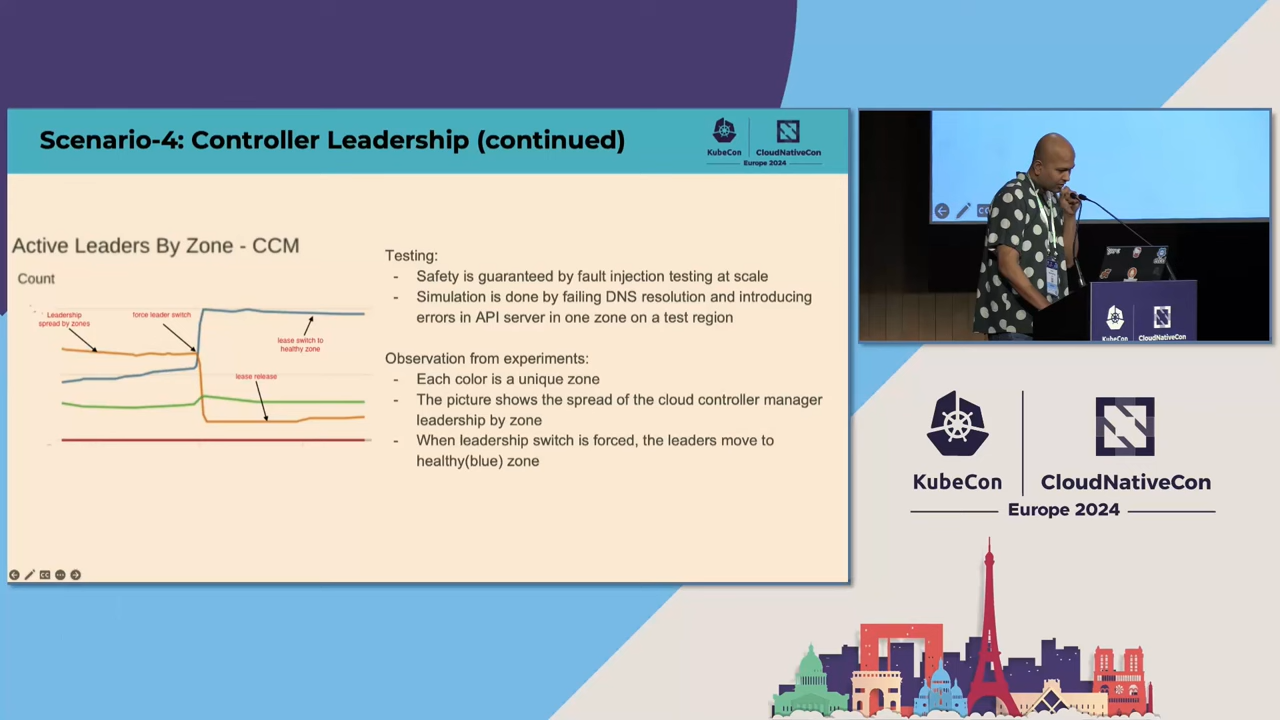 Scenario-4: Controller Leadership (continued)
KubeCon
CloudNativeCon
Europe 2024
Active Leaders By Zone - CCM
Count
Leadership
spread by zones
force leader switch
lease switch to
healthy zone
lease release
Testing:
- Safety is guaranteed by fault injection testing at scale
- Simulation is done by failing DNS resolution and introducing
errors in API server in one zone on a test region
Observation from experiments:
- Each color is a unique zone
- The picture shows the spread of the cloud controller manager
leadership by zone
- When leadership switch is forced, the leaders move to
healthy(blue) zone
CC
KubeCon
CloudNativeCon
KubeCon
CloudNativeCon
Europe 2024